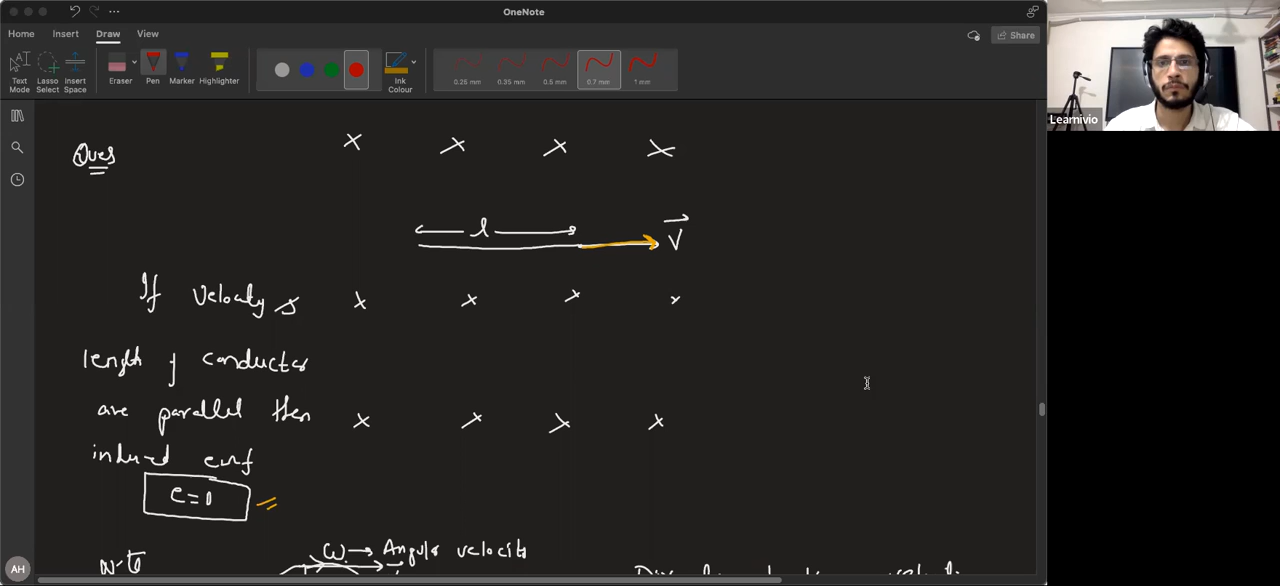 OneNote
Home Insert Draw View
Share
Text Mode
Lasso Select
Insert Space
Eraser
Pen
Marker
Highlighter
Ink Colour
0.25 mm
0.35 mm
0.5 mm
0.7 mm
1 mm
Learnivio
Ques
l
V
If Velocity &
length of conductor
are parallel then
induced emf
e = 0
ω → Angular velocity
AH